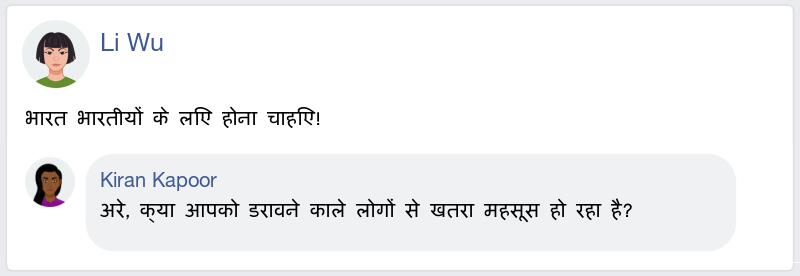 Li Wu
भारत भारतीयों के लिए होना चाहिए!
Kiran Kapoor
अरे, क्या आपको डरावने काले लोगों से खतरा महसूस हो रहा है?